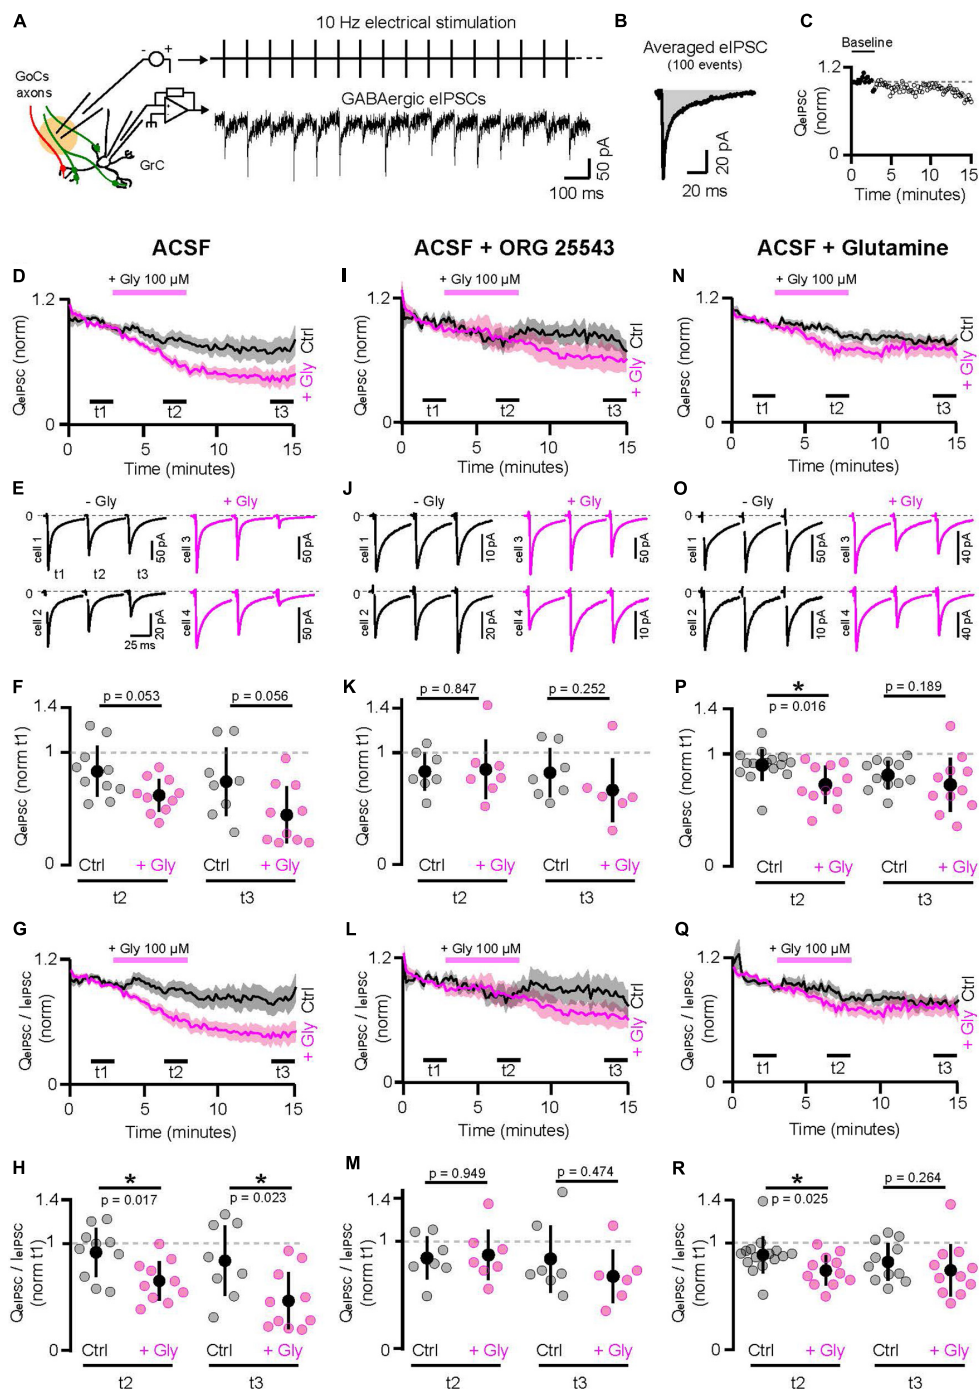 A
10 Hz electrical stimulation
- +
GoCs
axons
GABAergic eIPSCs
GrC
50 pA
100 ms
B
Averaged eIPSC
(100 events)
20 pA
20 ms
C
Baseline
1.2
1
0
QeIPSC
(norm)
0 5 10 15
Time (minutes)
ACSF
ACSF + ORG 25543
ACSF + Glutamine
D
+ Gly 100 µM
1.2
0
QeIPSC (norm)
Ctrl
+ Gly
t1 t2 t3
0 5 10 15
Time (minutes)
I
+ Gly 100 µM
1.2
0
QeIPSC (norm)
Ctrl
+ Gly
t1 t2 t3
0 5 10 15
Time (minutes)
N
+ Gly 100 µM
1.2
0
QeIPSC (norm)
Ctrl
+ Gly
t1 t2 t3
0 5 10 15
Time (minutes)
E
- Gly
+ Gly
0
cell 1
t1 t2 t3
50 pA
cell 3
50 pA
0
cell 2
25 ms
20 pA
cell 4
50 pA
J
- Gly
+ Gly
0
cell 1
10 pA
cell 3
50 pA
0
cell 2
20 pA
cell 4
10 pA
O
- Gly
+ Gly
0
cell 1
50 pA
cell 3
40 pA
0
cell 2
10 pA
cell 4
40 pA
F
p = 0.053
p = 0.056
1.4
1
0
QeIPSC (norm t1)
Ctrl + Gly Ctrl + Gly
t2 t3
K
p = 0.847
p = 0.252
1.4
1
0
QeIPSC (norm t1)
Ctrl + Gly Ctrl + Gly
t2 t3
P
*
p = 0.016
p = 0.189
1.4
1
0
QeIPSC (norm t1)
Ctrl + Gly Ctrl + Gly
t2 t3
G
+ Gly 100 µM
1.2
0
QeIPSC / IeIPSC
(norm)
Ctrl
+ Gly
t1 t2 t3
0 5 10 15
Time (minutes)
L
+ Gly 100 µM
1.2
0
QeIPSC / IeIPSC
(norm)
Ctrl
+ Gly
t1 t2 t3
0 5 10 15
Time (minutes)
Q
+ Gly 100 µM
1.2
0
QeIPSC / IeIPSC
(norm)
Ctrl
+ Gly
t1 t2 t3
0 5 10 15
Time (minutes)
H
* *
p = 0.017
p = 0.023
1.4
1
0
QeIPSC / IeIPSC
(norm t1)
Ctrl + Gly Ctrl + Gly
t2 t3
M
p = 0.949
p = 0.474
1.4
1
0
QeIPSC / IeIPSC
(norm t1)
Ctrl + Gly Ctrl + Gly
t2 t3
R
*
p = 0.025
p = 0.264
1.4
1
0
QeIPSC / IeIPSC
(norm t1)
Ctrl + Gly Ctrl + Gly
t2 t3